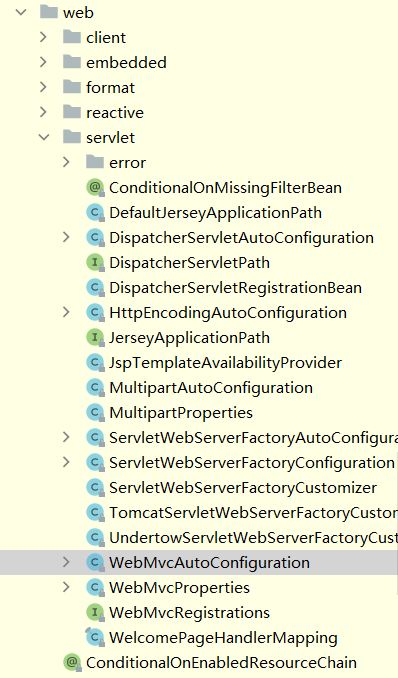 web
client
embedded
format
reactive
servlet
error
ConditionalOnMissingFilterBean
DefaultJerseyApplicationPath
DispatcherServletAutoConfiguration
DispatcherServletPath
DispatcherServletRegistrationBean
HttpEncodingAutoConfiguration
JerseyApplicationPath
JspTemplateAvailabilityProvider
MultipartAutoConfiguration
MultipartProperties
ServletWebServerFactoryAutoConfigura
ServletWebServerFactoryConfiguration
ServletWebServerFactoryCustomizer
TomcatServletWebServerFactoryCustom
UndertowServletWebServerFactoryCust
WebMvcAutoConfiguration
WebMvcProperties
WebMvcRegistrations
WelcomePageHandlerMapping
ConditionalOnEnabledResourceChain